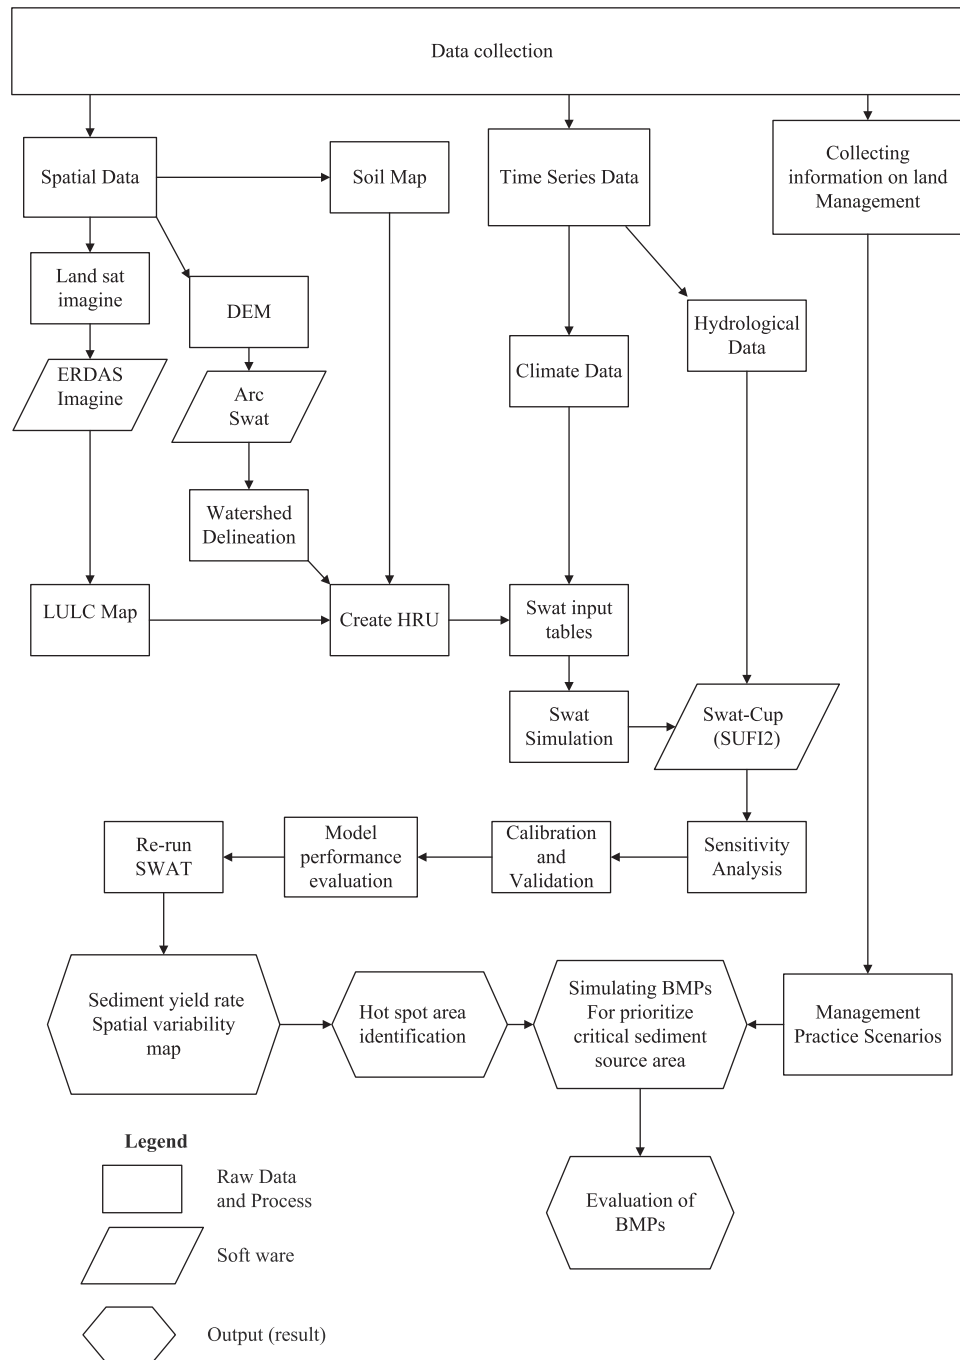 Data collection
Spatial Data
Soil Map
Time Series Data
Collecting
information on land
Management
Land sat
imagine
DEM
Hydrological
Data
Climate Data
ERDAS
Imagine
Arc
Swat
Watershed
Delineation
LULC Map
Create HRU
Swat input
tables
Swat
Simulation
Swat-Cup
(SUFI2)
Re-run
SWAT
Model
performance
evaluation
Calibration
and
Validation
Sensitivity
Analysis
Sediment yield rate
Spatial variability
map
Hot spot area
identification
Simulating BMPs
For prioritize
critical sediment
source area
Management
Practice Scenarios
Evaluation of
BMPs
Legend
Raw Data
and Process
Soft ware
Output (result)